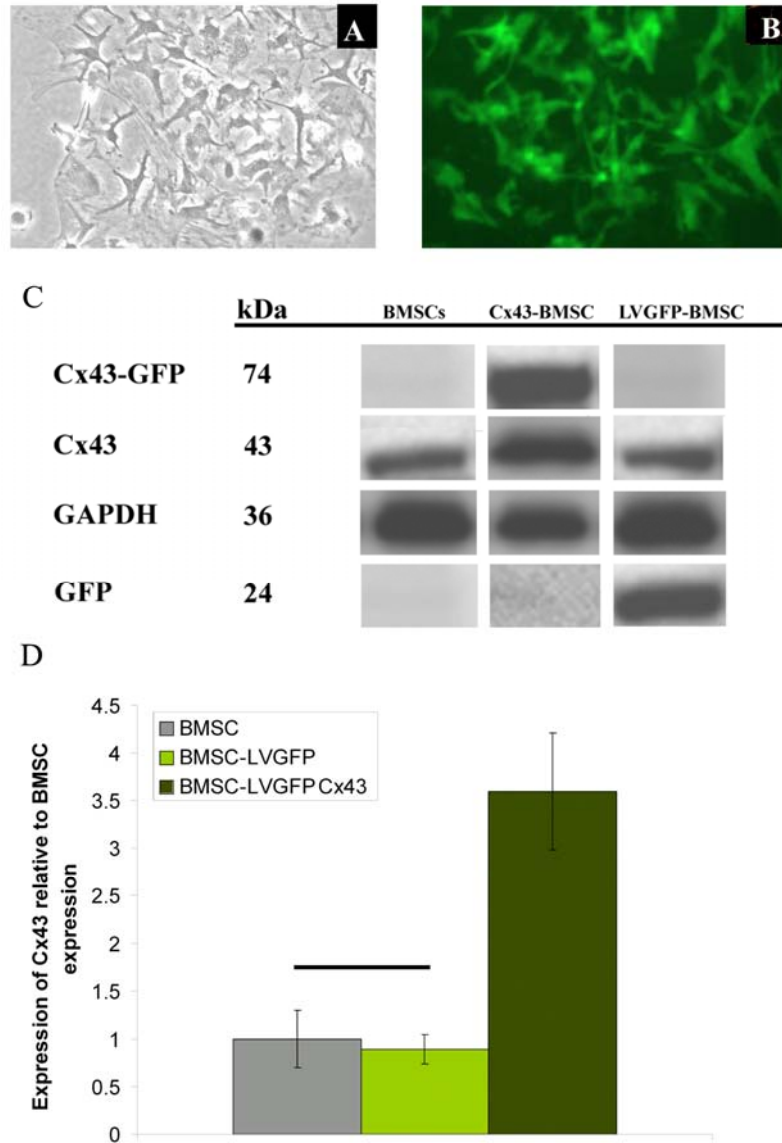 A
B
C
kDa BMSCs Cx43-BMSC LVGFP-BMSC
Cx43-GFP 74
Cx43 43
GAPDH 36
GFP 24
D
Expression of Cx43 relative to BMSC
expression
4.5
4
3.5
3
2.5
2
1.5
1
0.5
0
BMSC
BMSC-LVGFP
BMSC-LVGFP Cx43